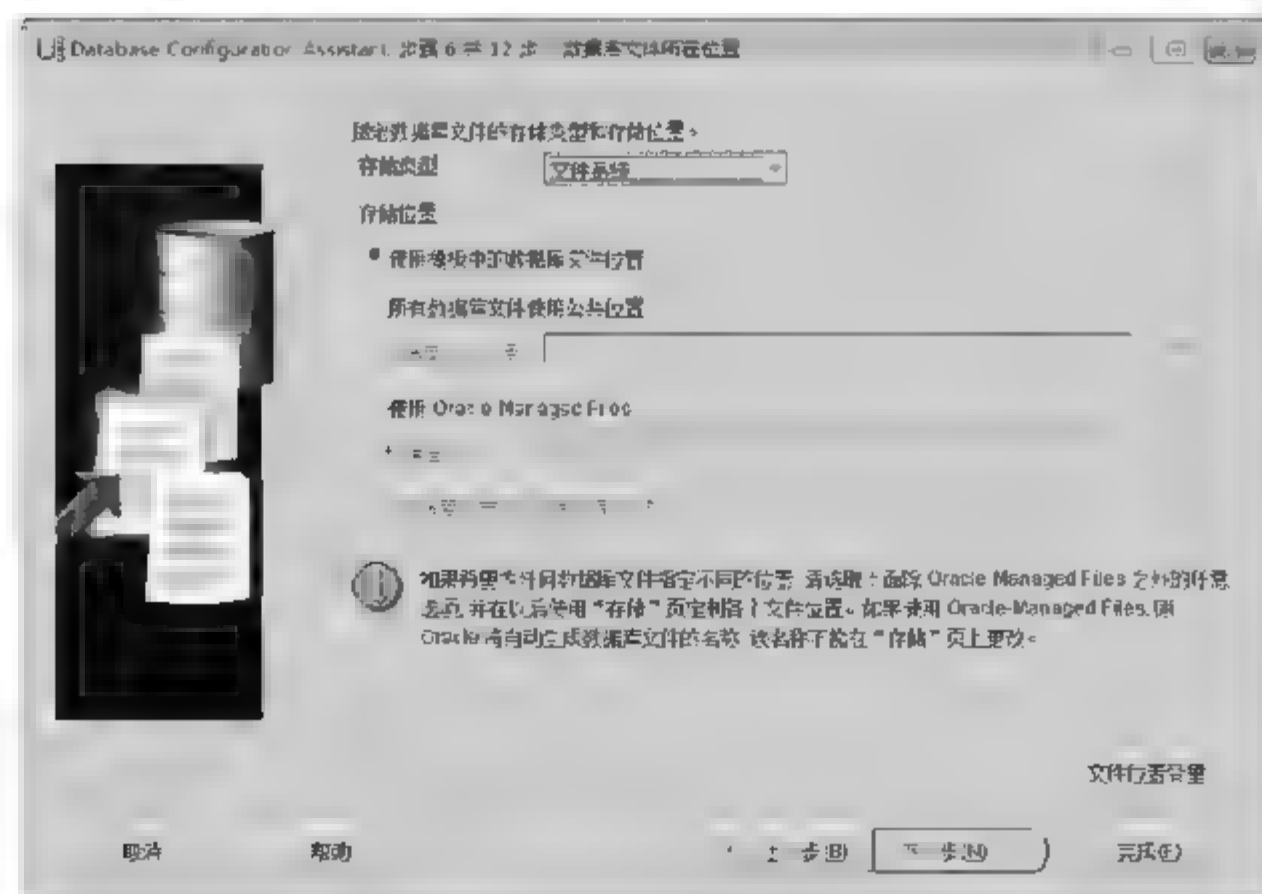 Database Configuration Assistant, 步骤 6 共 12 步 数据库文件所在位置
指定数据库文件的存储类型和存储位置。
存储类型 文件系统
存储位置
使用模板中的数据库文件位置
所有数据库文件使用公共位置
使用 Oracle-Managed Files
如果希望为任何数据库文件指定不同的位置, 请选取上面除 Oracle-Managed Files 之外的任意
选项, 并在以后使用 "存储" 页定制各个文件位置。如果使用 Oracle-Managed Files, 则
Oracle 将自动生成数据库文件的名称, 该名称不能在 "存储" 页上更改。
文件位置变量
取消 帮助 上一步(B) 下一步(N) 完成(F)